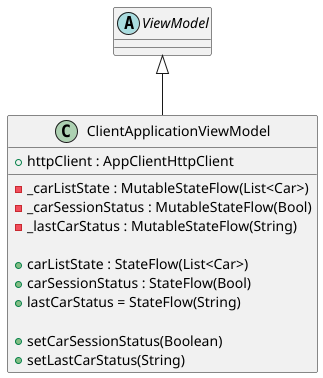 A ViewModel
C ClientApplicationViewModel
httpClient : AppClientHttpClient
_carListState : MutableStateFlow(List<Car>)
_carSessionStatus : MutableStateFlow(Bool)
_lastCarStatus : MutableStateFlow(String)
carListState : StateFlow(List<Car>)
carSessionStatus : StateFlow(Bool)
lastCarStatus = StateFlow(String)
setCarSessionStatus(Boolean)
setLastCarStatus(String)